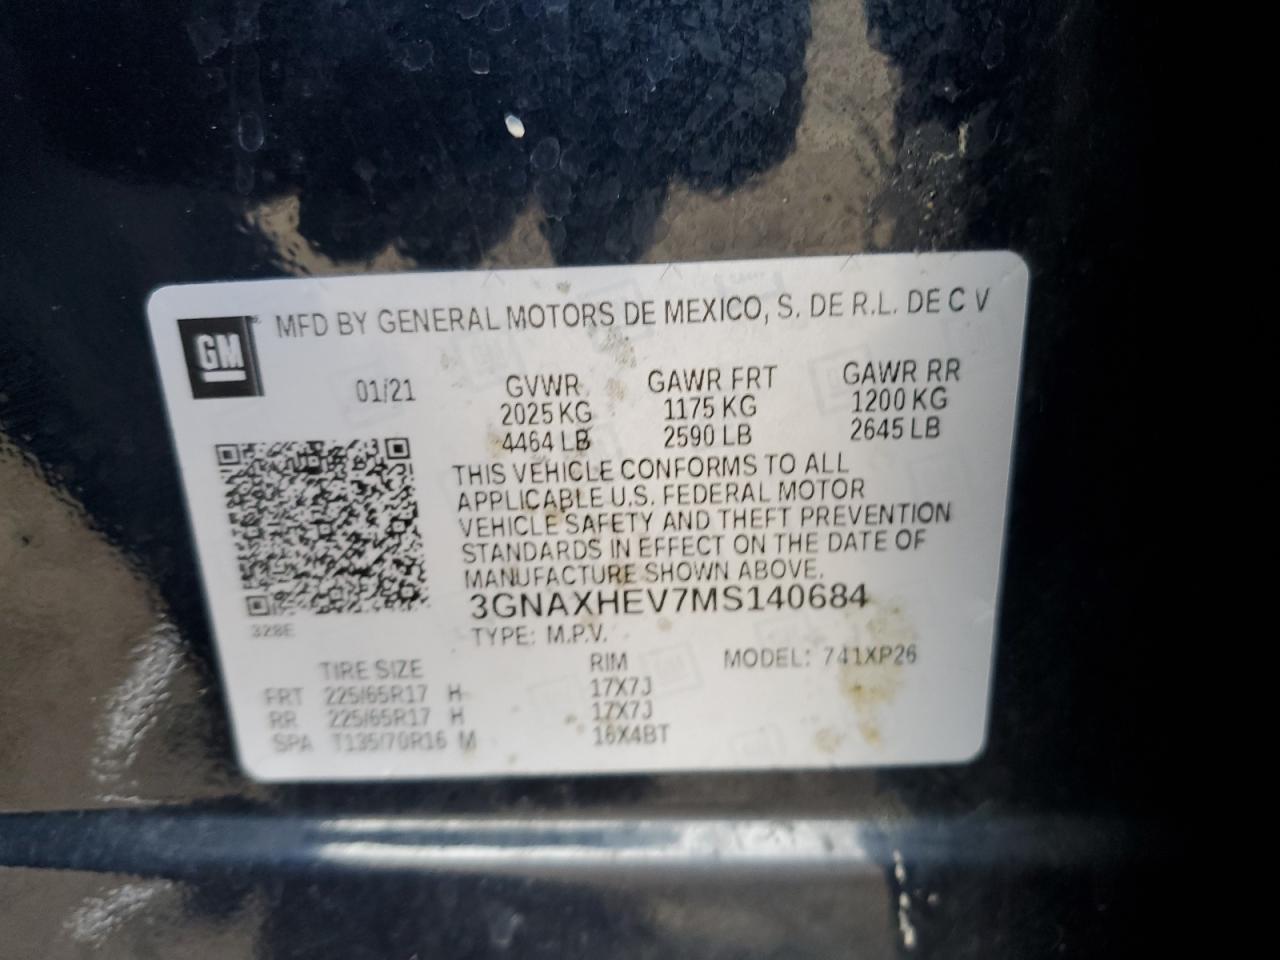 MFD BY GENERAL MOTORS DE MEXICO, S. DE R.L. DE C V
GM
01/21
GVWR GAWR FRT GAWR RR
2025 KG 1175 KG 1200 KG
4464 LB 2590 LB 2645 LB
THIS VEHICLE CONFORMS TO ALL
APPLICABLE U.S. FEDERAL MOTOR
VEHICLE SAFETY AND THEFT PREVENTION
STANDARDS IN EFFECT ON THE DATE OF
MANUFACTURE SHOWN ABOVE.
3GNAXHEV7MS140684
328E
TYPE: M.P.V.
TIRE SIZE RIM MODEL: 741XP26
FRT 225/65R17 H 17X7J
RR 225/65R17 H 17X7J
SPA T135/70R16 M 16X4BT